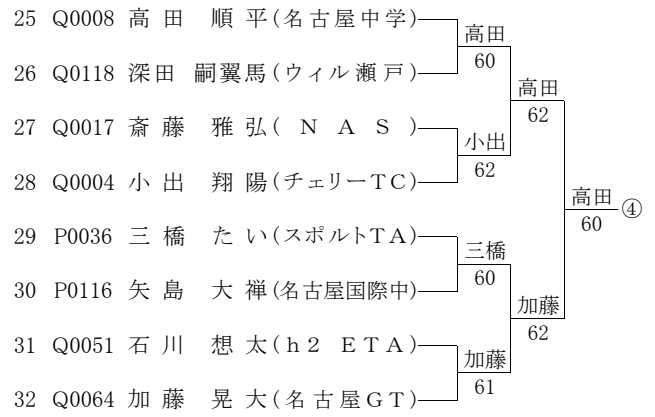 25 Q0008 高田 順平(名古屋中学)
高田
60
26 Q0118 深田 嗣翼馬(ウィル瀬戸)
高田
62
27 Q0017 斎藤 雅弘(NAS)
小出
62
28 Q0004 小出 翔陽(チェリーTC)
高田
60
④
29 P0036 三橋 たい(スポルトTA)
三橋
60
30 P0116 矢島 大禅(名古屋国際中)
加藤
62
31 Q0051 石川 想太(h2 ETA)
加藤
61
32 Q0064 加藤 晃大(名古屋GT)